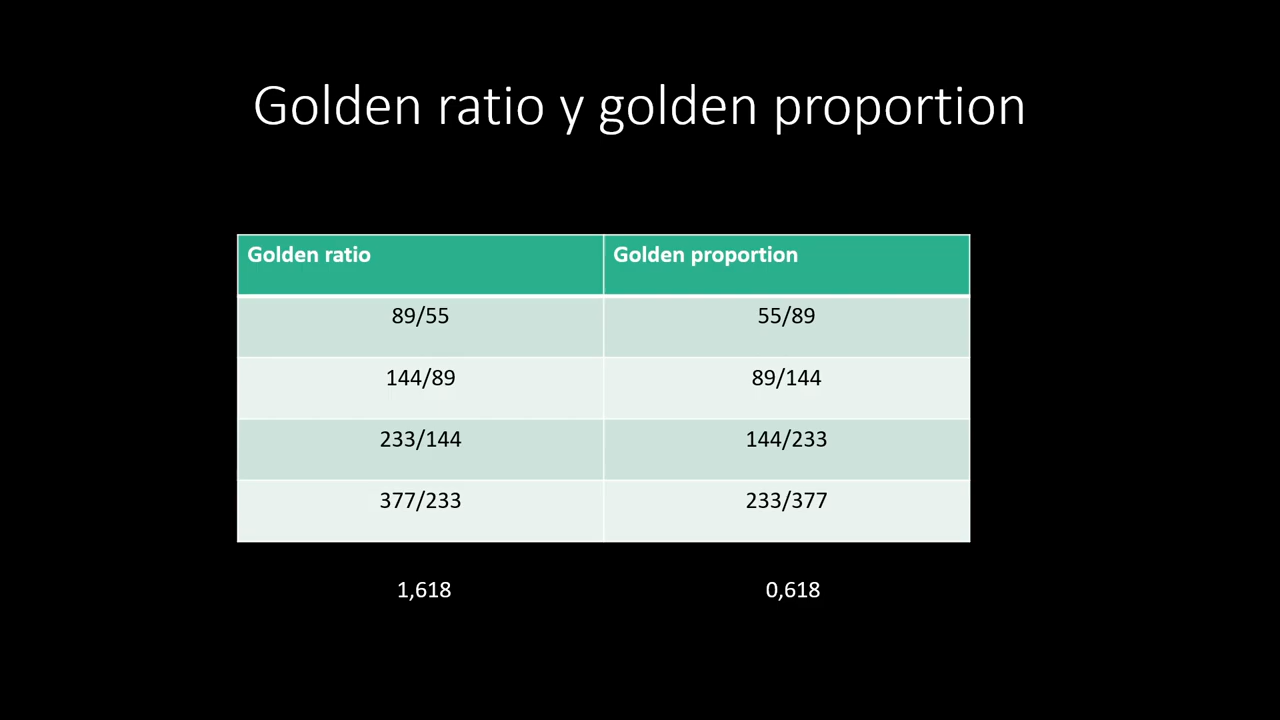 Golden ratio y golden proportion
Golden ratio Golden proportion
89/55 55/89
144/89 89/144
233/144 144/233
377/233 233/377
1,618 0,618